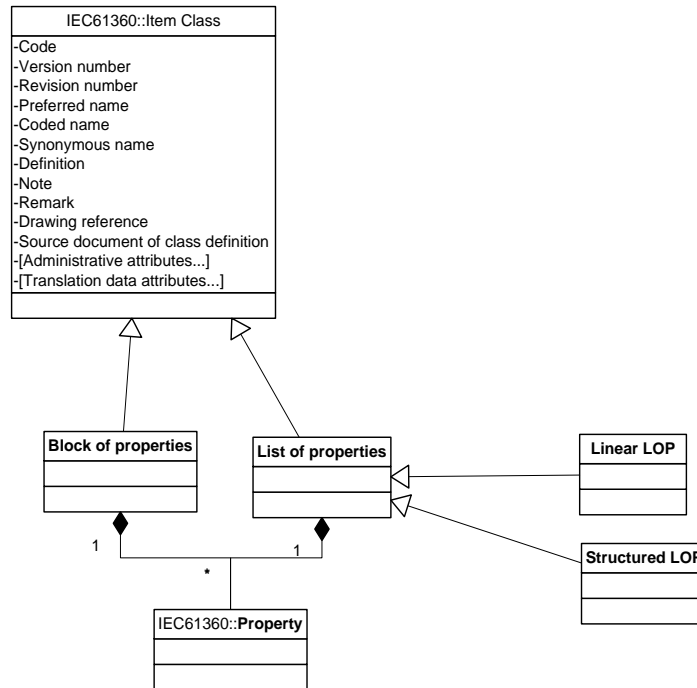 IEC61360::Item Class
-Code
-Version number
-Revision number
-Preferred name
-Coded name
-Synonymous name
-Definition
-Note
-Remark
-Drawing reference
-Source document of class definition
-[Administrative attributes...]
-[Translation data attributes...]
Block of properties
List of properties
Linear LOP
1
1
*
Structured LOP
IEC61360::Property